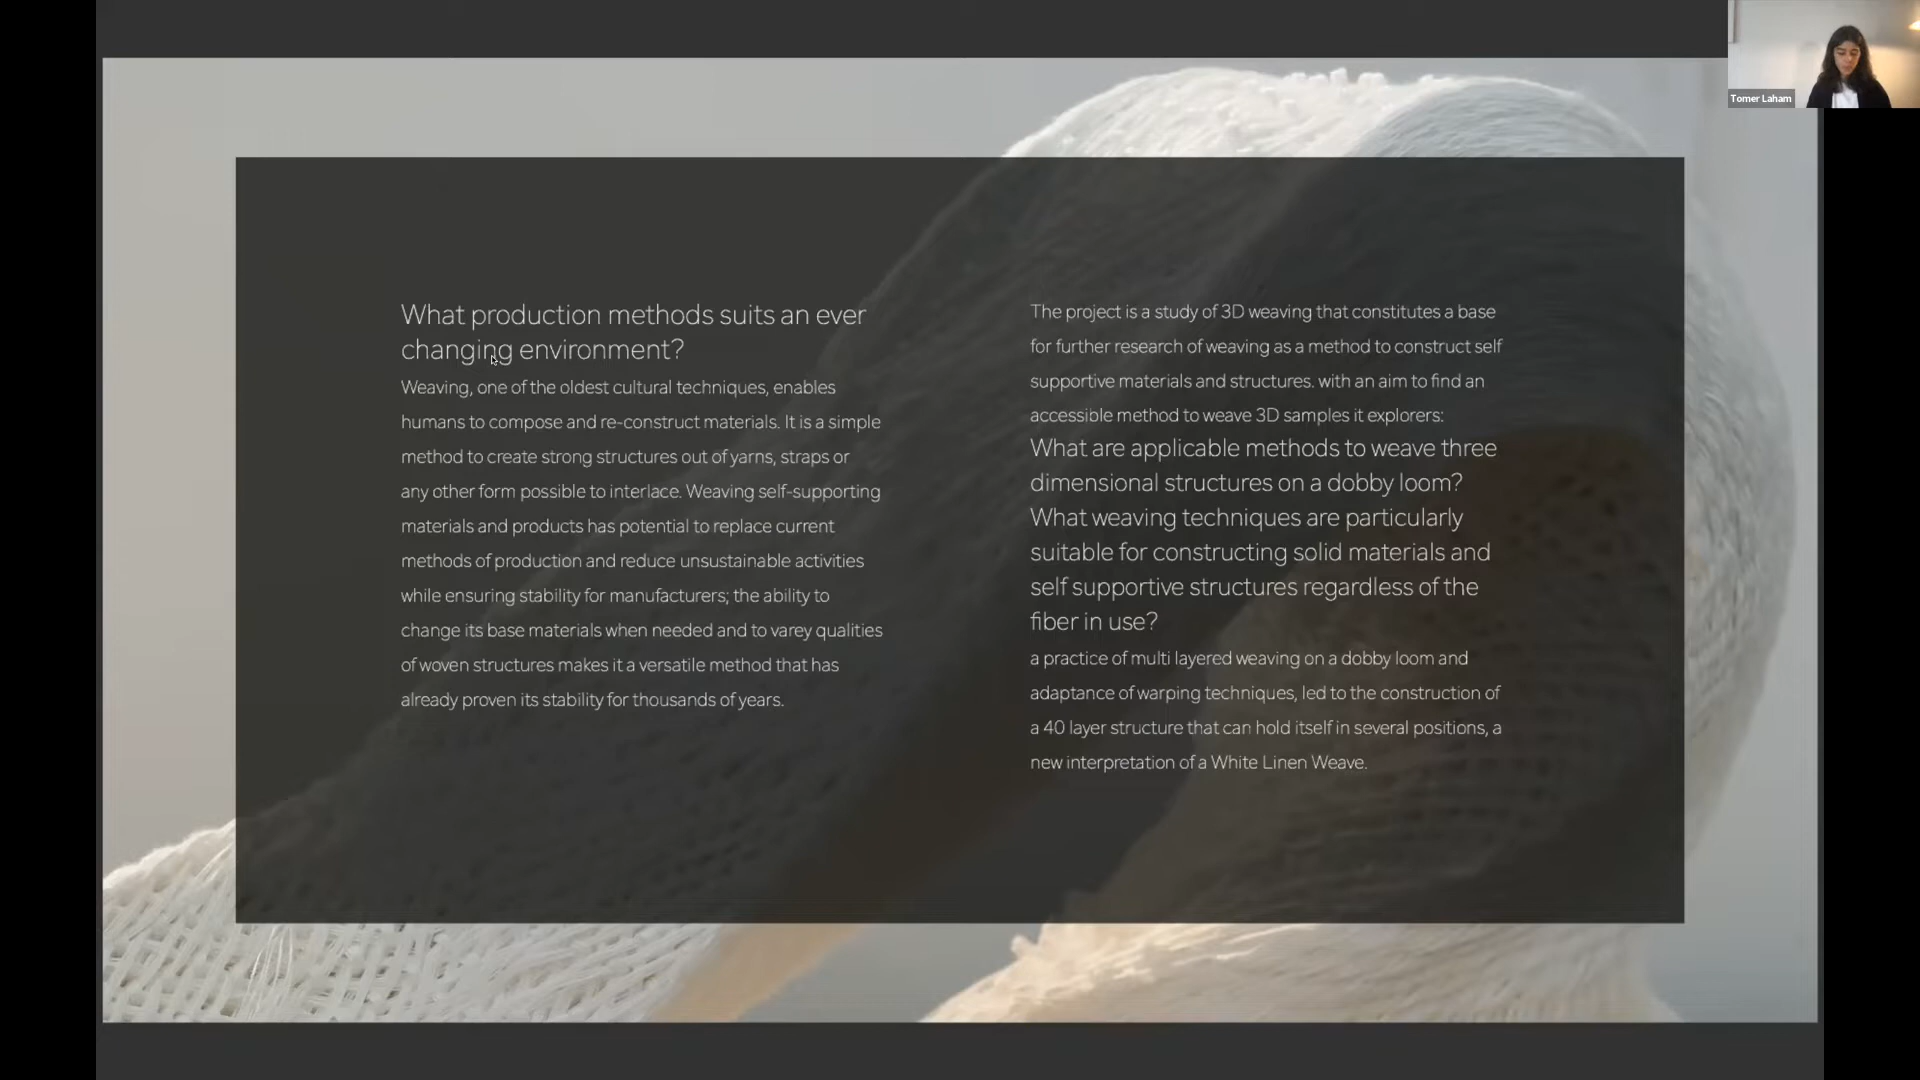 Tomer Laham
What production methods suits an ever
changing environment?
Weaving, one of the oldest cultural techniques, enables
humans to compose and re-construct materials. It is a simple
method to create strong structures out of yarns, straps or
any other form possible to interlace. Weaving self-supporting
materials and products has potential to replace current
methods of production and reduce unsustainable activities
while ensuring stability for manufacturers; the ability to
change its base materials when needed and to varey qualities
of woven structures makes it a versatile method that has
already proven its stability for thousands of years.
The project is a study of 3D weaving that constitutes a base
for further research of weaving as a method to construct self
supportive materials and structures. with an aim to find an
accessible method to weave 3D samples it explorers:
What are applicable methods to weave three
dimensional structures on a dobby loom?
What weaving techniques are particularly
suitable for constructing solid materials and
self supportive structures regardless of the
fiber in use?
a practice of multi layered weaving on a dobby loom and
adaptance of warping techniques, led to the construction of
a 40 layer structure that can hold itself in several positions, a
new interpretation of a White Linen Weave.